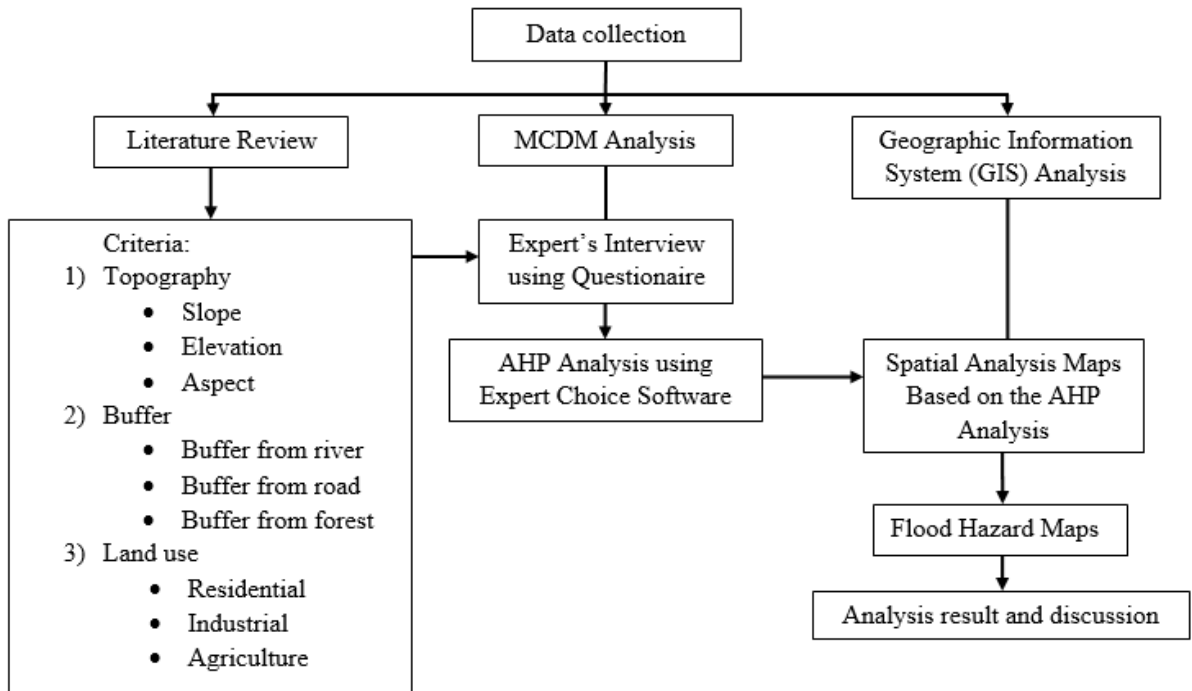 Data collection
Literature Review
MCDM Analysis
Geographic Information
System (GIS) Analysis
Criteria:
1) Topography
• Slope
• Elevation
• Aspect
2) Buffer
• Buffer from river
• Buffer from road
• Buffer from forest
3) Land use
• Residential
• Industrial
• Agriculture
Expert’s Interview
using Questionaire
AHP Analysis using
Expert Choice Software
Spatial Analysis Maps
Based on the AHP
Analysis
Flood Hazard Maps
Analysis result and discussion